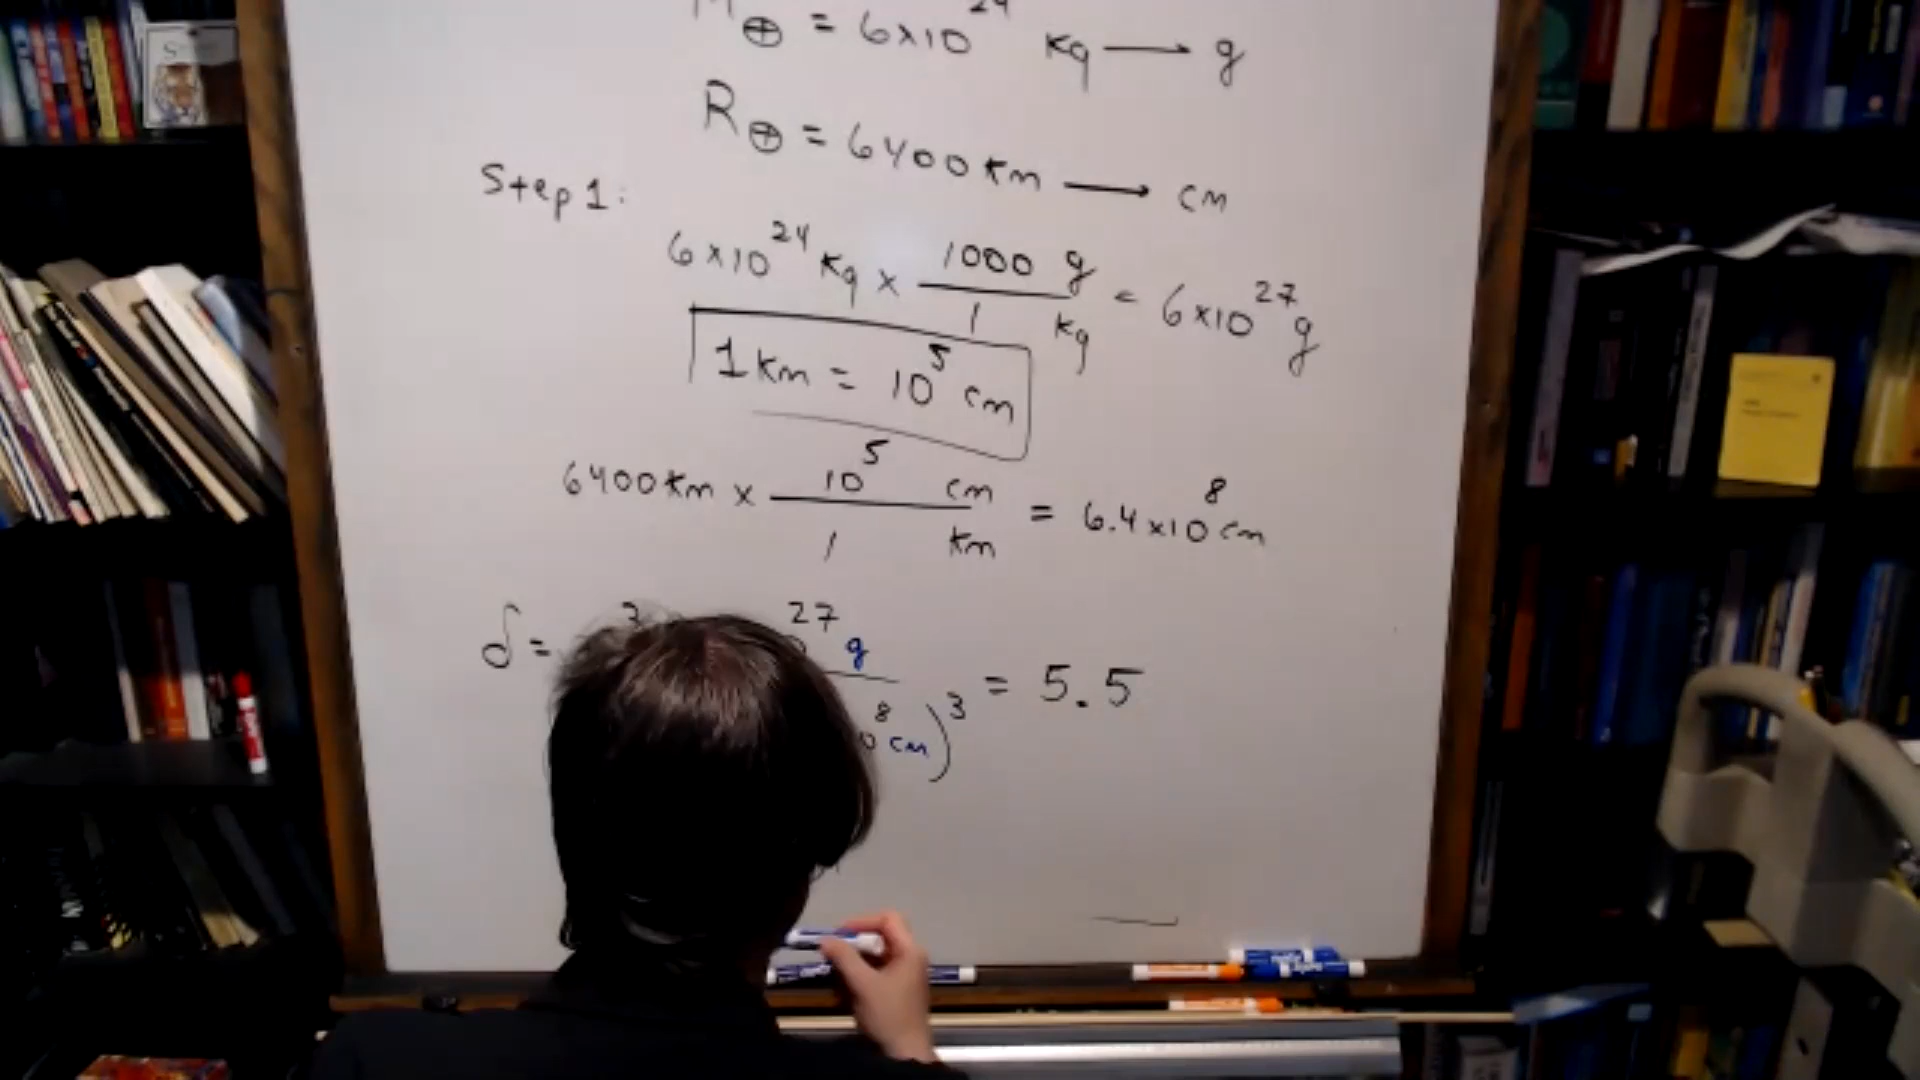 M⊕ = 6x10^24 kg → g
R⊕ = 6400 km → cm
Step 1:
6x10^24 kg x 1000 g / 1 kg = 6x10^27 g
1 km = 10^5 cm
6400 km x 10^5 cm / 1 km = 6.4x10^8 cm
δ = 27 g / 8 cm )^3 = 5.5